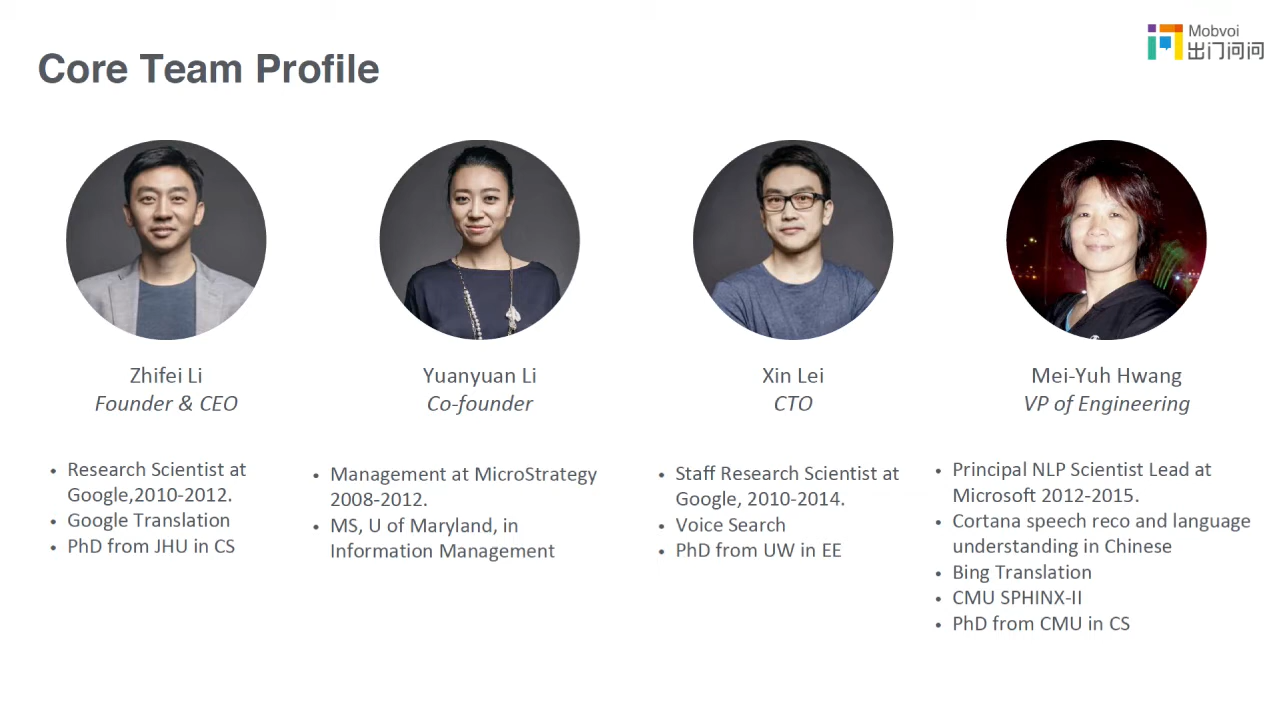 Core Team Profile
Mobvoi
出门问问
Zhifei Li
Founder & CEO
• Research Scientist at
Google,2010-2012.
• Google Translation
• PhD from JHU in CS
Yuanyuan Li
Co-founder
• Management at MicroStrategy
2008-2012.
• MS, U of Maryland, in
Information Management
Xin Lei
CTO
• Staff Research Scientist at
Google, 2010-2014.
• Voice Search
• PhD from UW in EE
Mei-Yuh Hwang
VP of Engineering
• Principal NLP Scientist Lead at
Microsoft 2012-2015.
• Cortana speech reco and language
understanding in Chinese
• Bing Translation
• CMU SPHINX-II
• PhD from CMU in CS